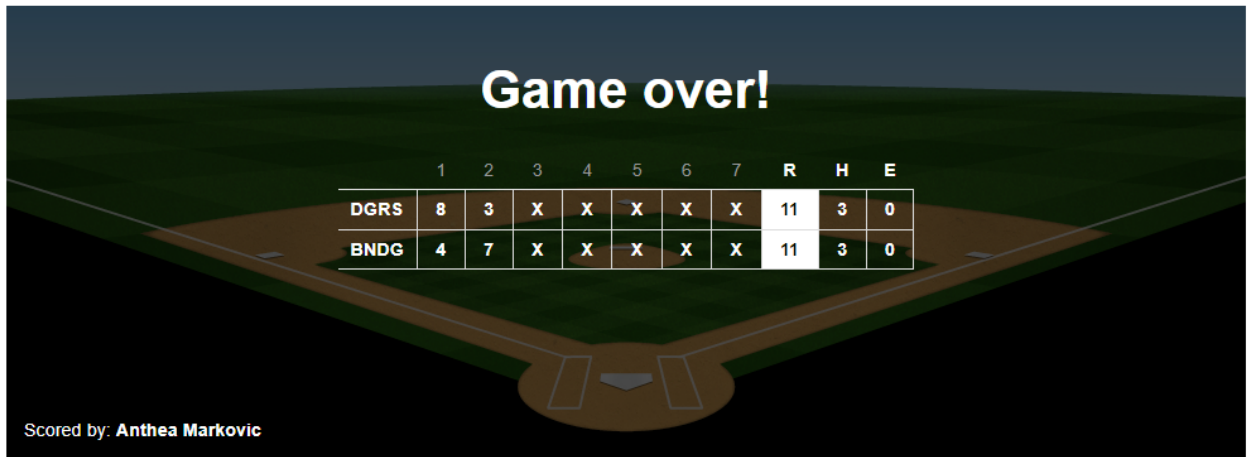 Game over!
1 2 3 4 5 6 7 R H E
DGRS 8 3 X X X X X 11 3 0
BNDG 4 7 X X X X X 11 3 0
Scored by: Anthea Markovic